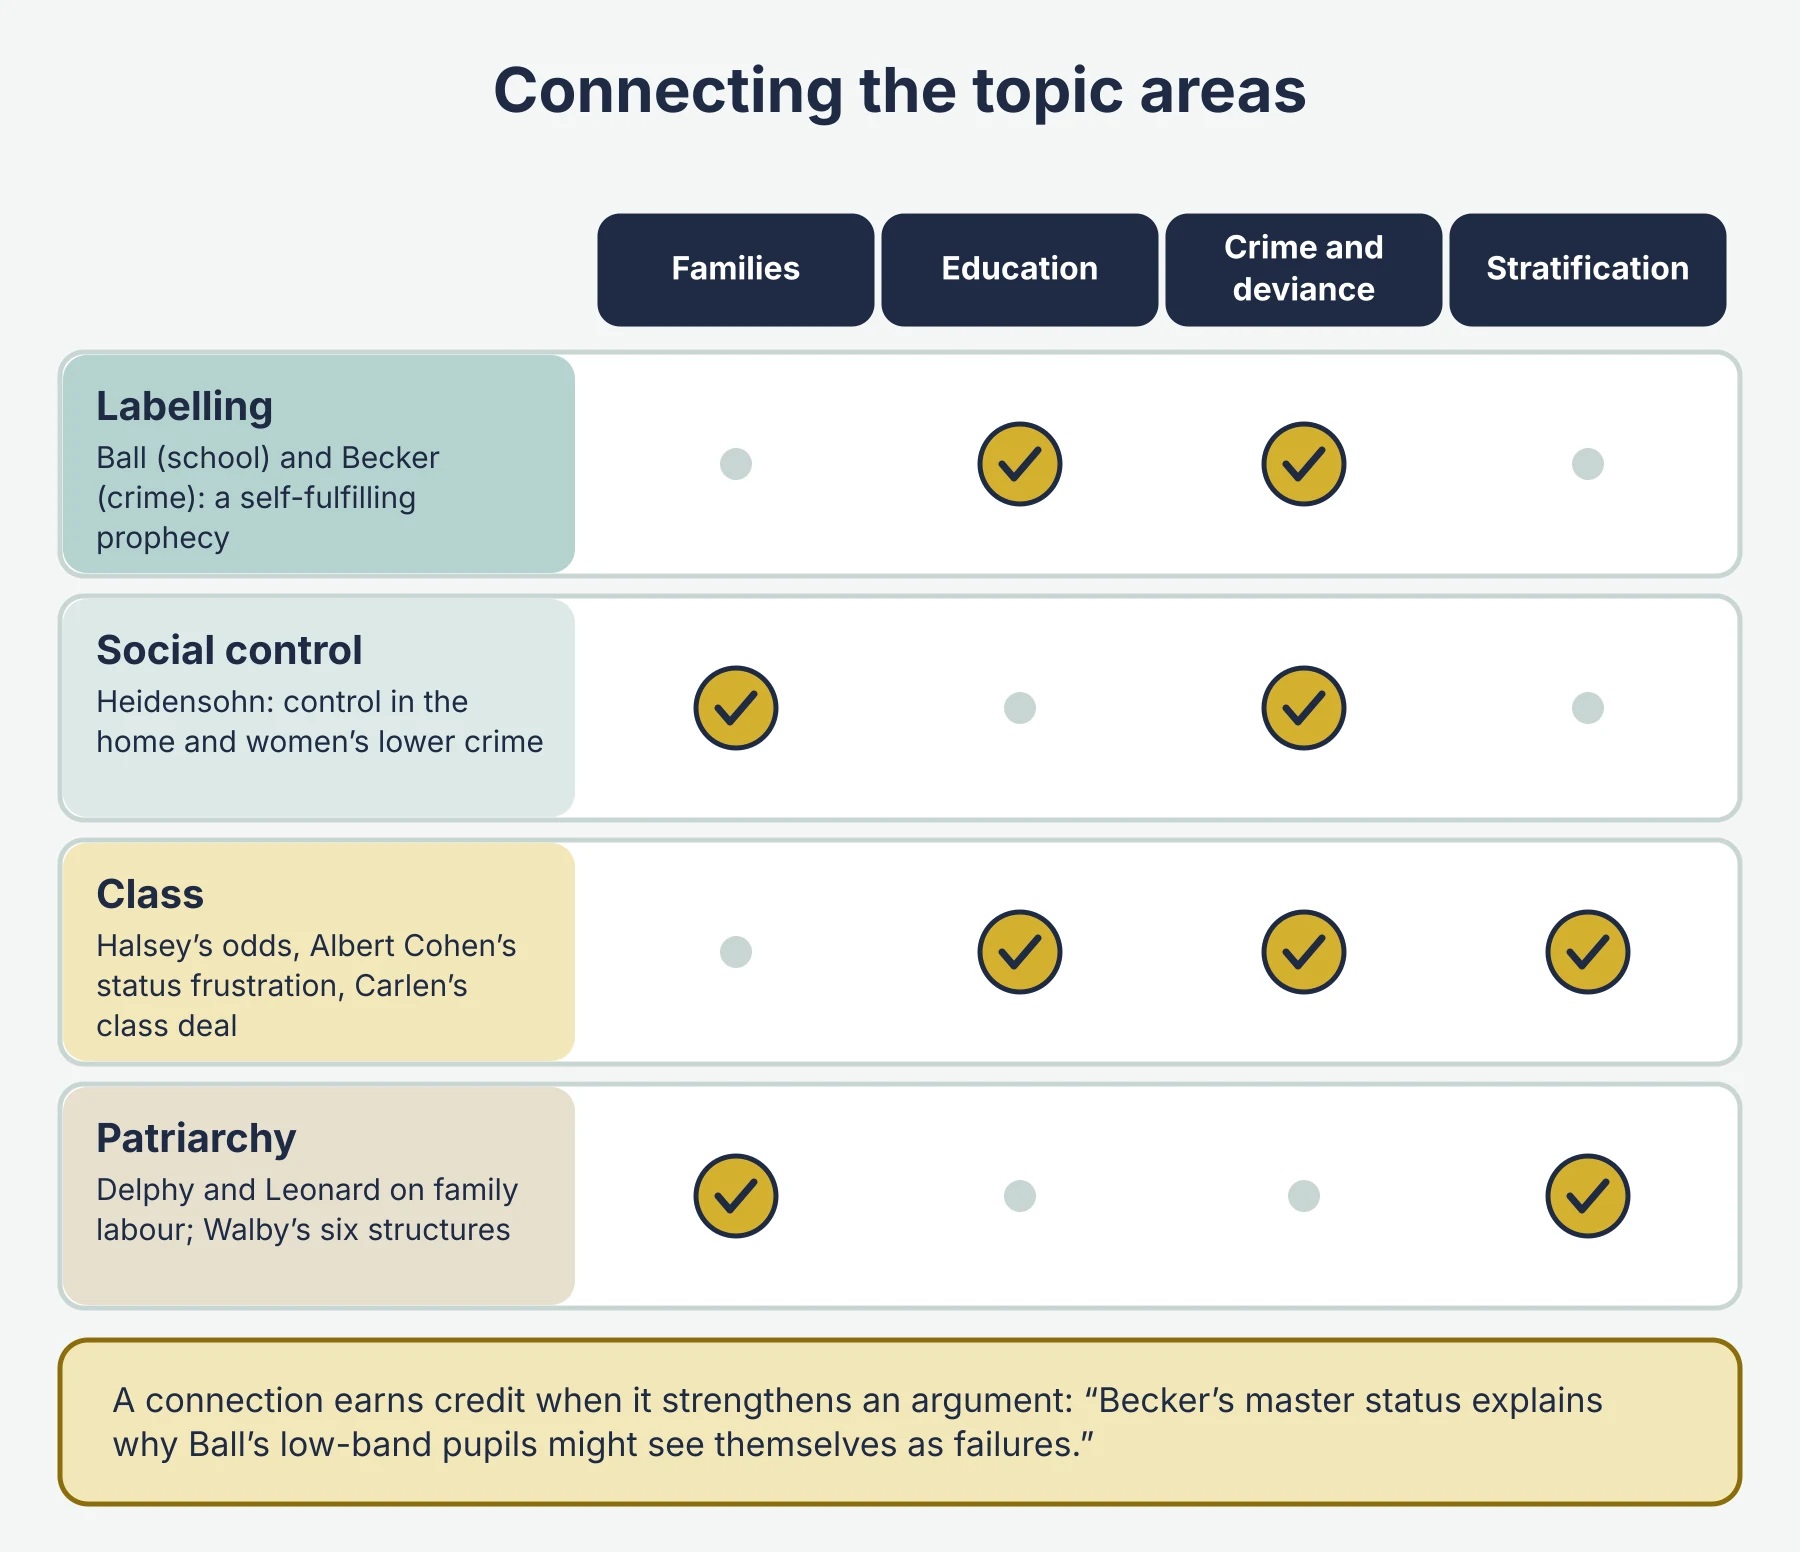 Connecting the topic areas
Families
Education
Crime and
deviance
Stratification
Labelling
Ball (school) and Becker
(crime): a self-fulfilling
prophecy
Social control
Heidensohn: control in the
home and women’s lower crime
Class
Halsey’s odds, Albert Cohen’s
status frustration, Carlen’s
class deal
Patriarchy
Delphy and Leonard on family
labour; Walby’s six structures
A connection earns credit when it strengthens an argument: “Becker’s master status explains
why Ball’s low-band pupils might see themselves as failures.”